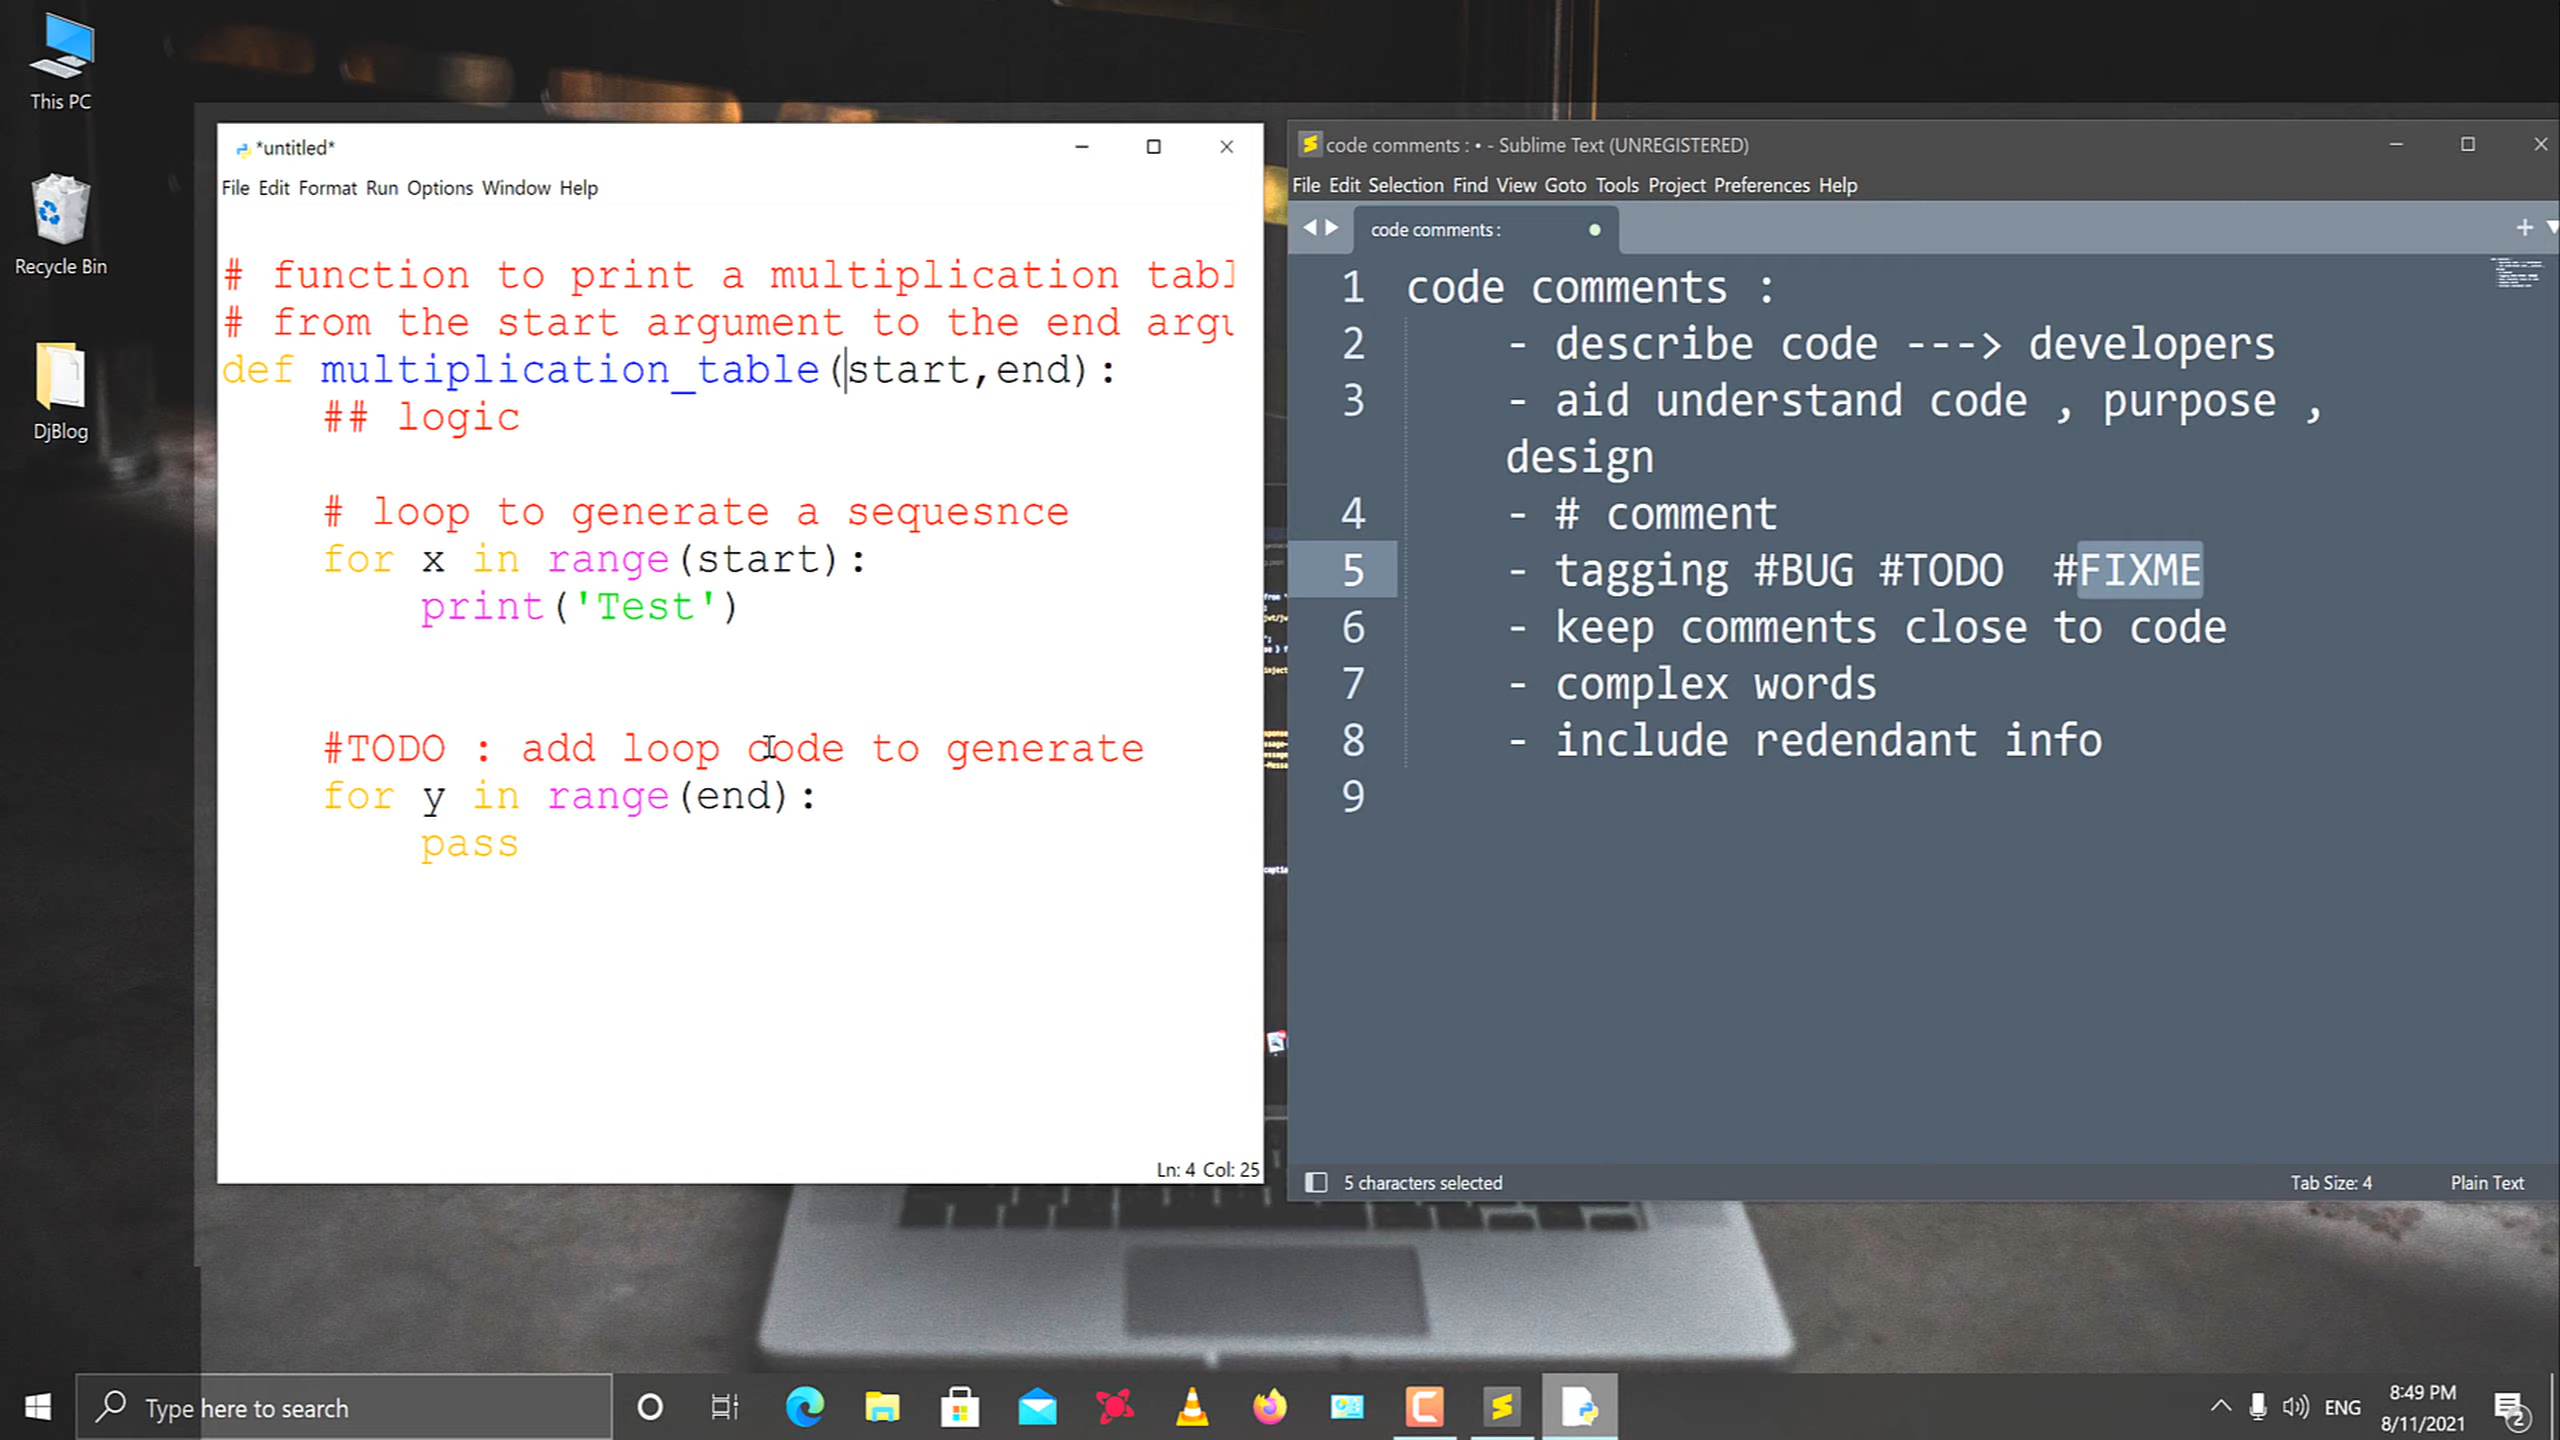 This PC
Recycle Bin
DjBlog
*untitled*
File Edit Format Run Options Window Help
# function to print a multiplication tabl
# from the start argument to the end argu
def multiplication_table(start,end):
## logic
# loop to generate a sequesnce
for x in range(start):
print('Test')
#TODO : add loop code to generate
for y in range(end):
pass
Ln: 4 Col: 25
code comments : • - Sublime Text (UNREGISTERED)
File Edit Selection Find View Goto Tools Project Preferences Help
code comments :
1 code comments :
2 - describe code ---> developers
3 - aid understand code , purpose ,
design
4 - # comment
5 - tagging #BUG #TODO #FIXME
6 - keep comments close to code
7 - complex words
8 - include redendant info
9
5 characters selected
Tab Size: 4
Plain Text
Type here to search
ENG
8:49 PM
8/11/2021
2